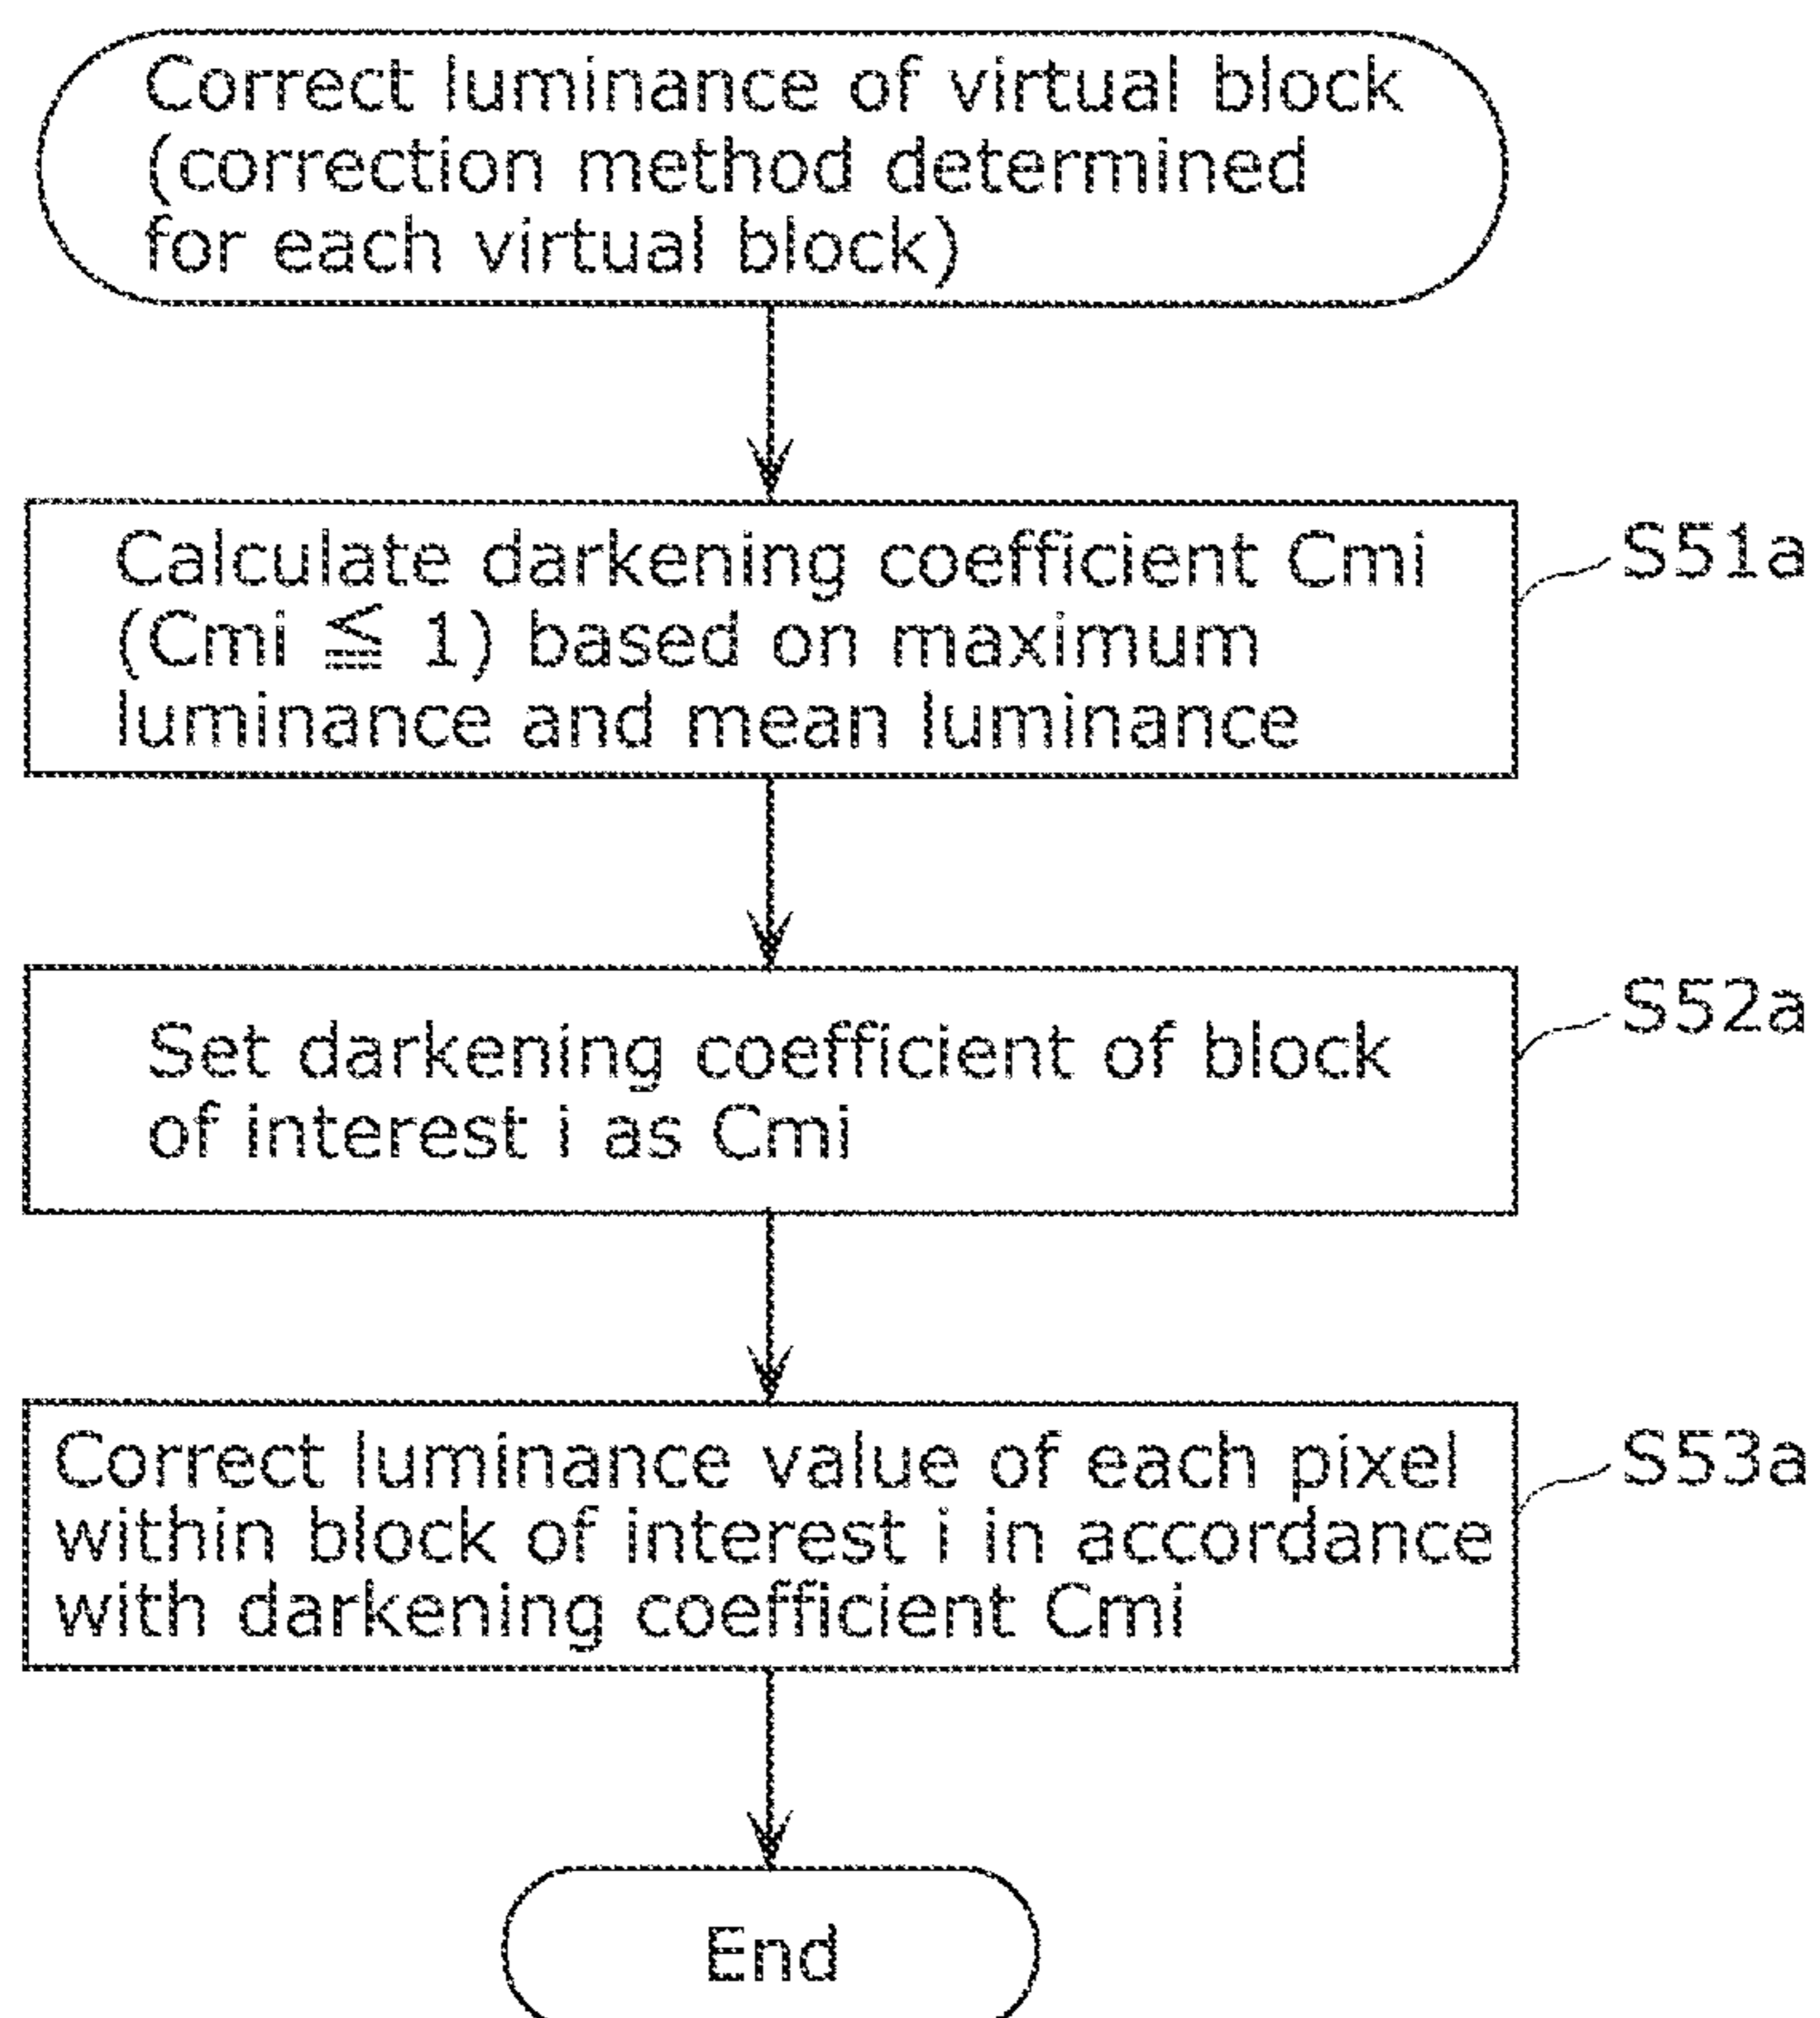 Correct luminance of virtual block
(correction method determined
for each virtual block)
Calculate darkening coefficient Cmi
(Cmi ≦ 1) based on maximum
luminance and mean luminance
S51a
Set darkening coefficient of block
of interest i as Cmi
S52a
Correct luminance value of each pixel
within block of interest i in accordance
with darkening coefficient Cmi
S53a
End